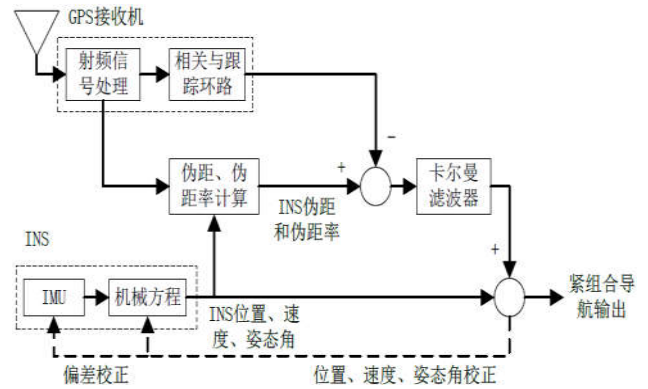 GPS接收机
射频信
号处理
相关与跟
踪环路
−
伪距、伪
距率计算
+
INS伪距
和伪距率
卡尔曼
滤波器
+
INS
IMU
机械方程
INS位置、速
度、姿态角
紧组合导
航输出
偏差校正
位置、速度、姿态角校正